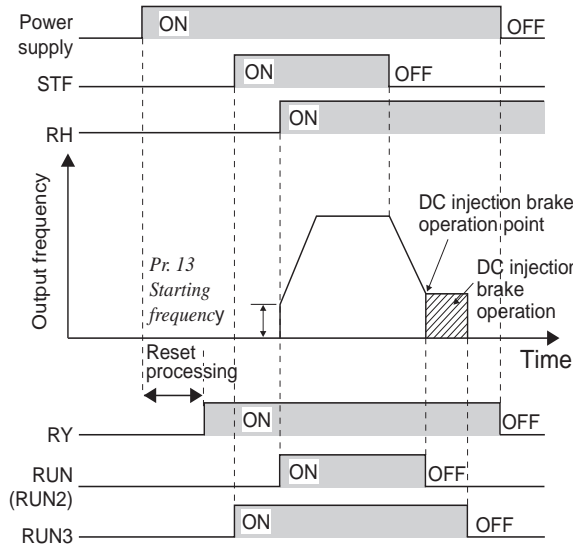 Power supply
ON
OFF
STF
ON
OFF
RH
ON
Output frequency
Pr. 13
Starting
frequency
DC injection brake
operation point
DC injection
brake
operation
Time
Reset
processing
RY
ON
OFF
RUN
(RUN2)
ON
OFF
RUN3
ON
OFF